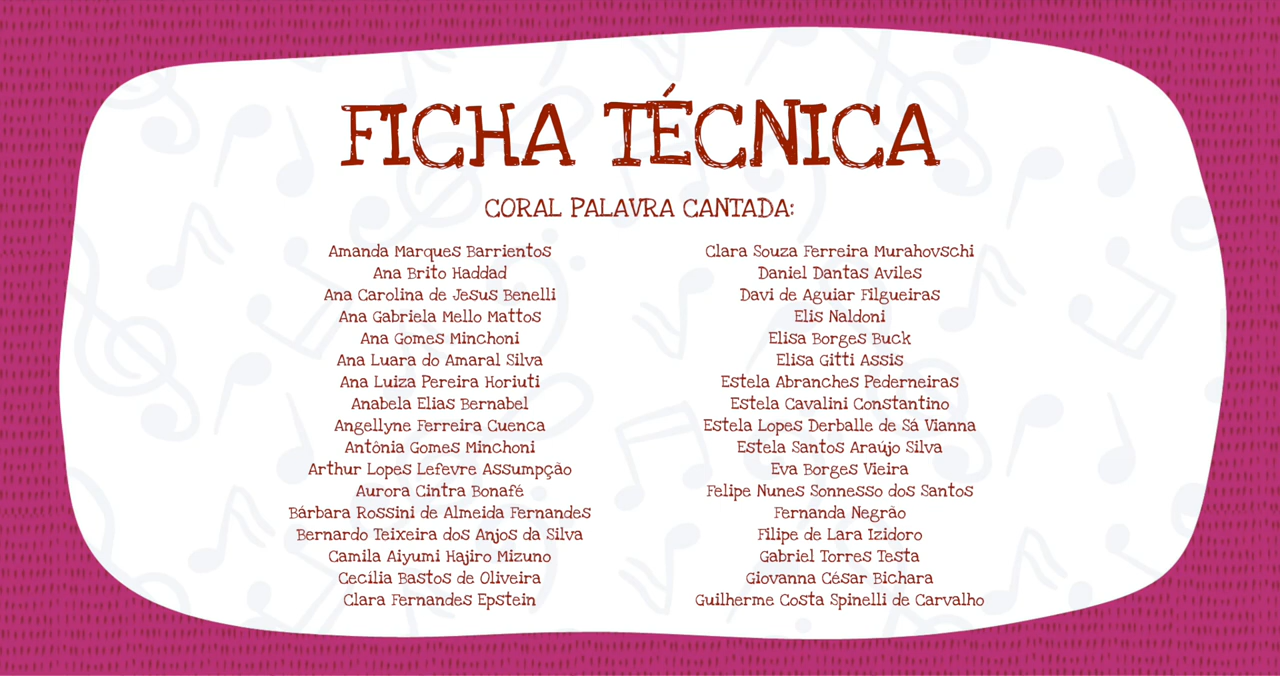 FICHA TÉCNICA
CORAL PALAVRA CANTADA:
Amanda Marques Barrientos
Ana Brito Haddad
Ana Carolina de Jesus Benelli
Ana Gabriela Mello Mattos
Ana Gomes Minchoni
Ana Luara do Amaral Silva
Ana Luiza Pereira Horiuti
Anabela Elias Bernabel
Angellyne Ferreira Cuenca
Antônia Gomes Minchoni
Arthur Lopes Lefevre Assumpção
Aurora Cintra Bonafé
Bárbara Rossini de Almeida Fernandes
Bernardo Teixeira dos Anjos da Silva
Camila Aiyumi Hajiro Mizuno
Cecília Bastos de Oliveira
Clara Fernandes Epstein
Clara Souza Ferreira Murahovschi
Daniel Dantas Aviles
Davi de Aguiar Filgueiras
Elis Naldoni
Elisa Borges Buck
Elisa Gitti Assis
Estela Abranches Pederneiras
Estela Cavalini Constantino
Estela Lopes Derballe de Sá Vianna
Estela Santos Araújo Silva
Eva Borges Vieira
Felipe Nunes Sonnesso dos Santos
Fernanda Negrão
Filipe de Lara Izidoro
Gabriel Torres Testa
Giovanna César Bichara
Guilherme Costa Spinelli de Carvalho